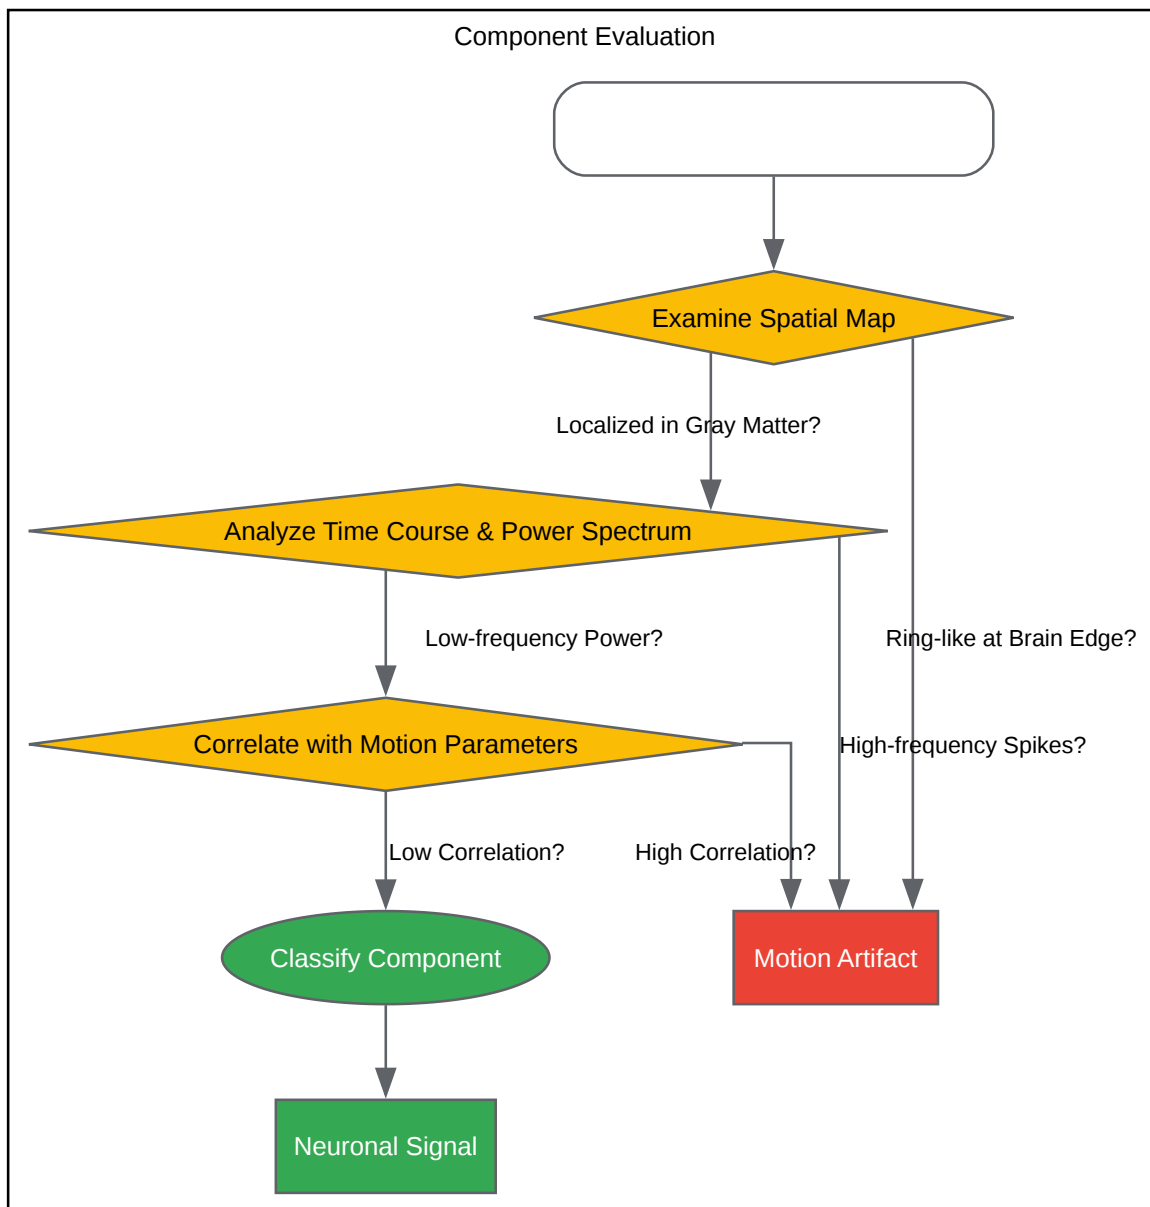 Component Evaluation
Examine Spatial Map
Localized in Gray Matter?
Analyze Time Course & Power Spectrum
Low-frequency Power?
Ring-like at Brain Edge?
Correlate with Motion Parameters
High-frequency Spikes?
Low Correlation?
High Correlation?
Classify Component
Motion Artifact
Neuronal Signal